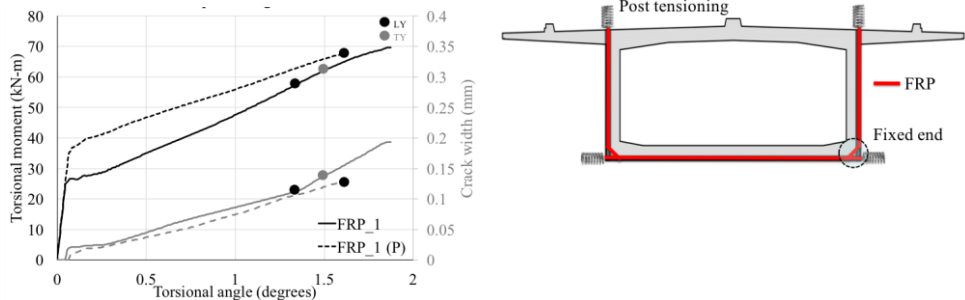 80
70
60
50
40
30
20
10
0
Torsional moment (kN-m)
0
0.5
1
1.5
2
Torsional angle (degrees)
0.4
0.35
0.3
0.25
0.2
0.15
0.1
0.05
0
Crack width (mm)
LY
TY
FRP_1
FRP_1 (P)
Post tensioning
FRP
Fixed end